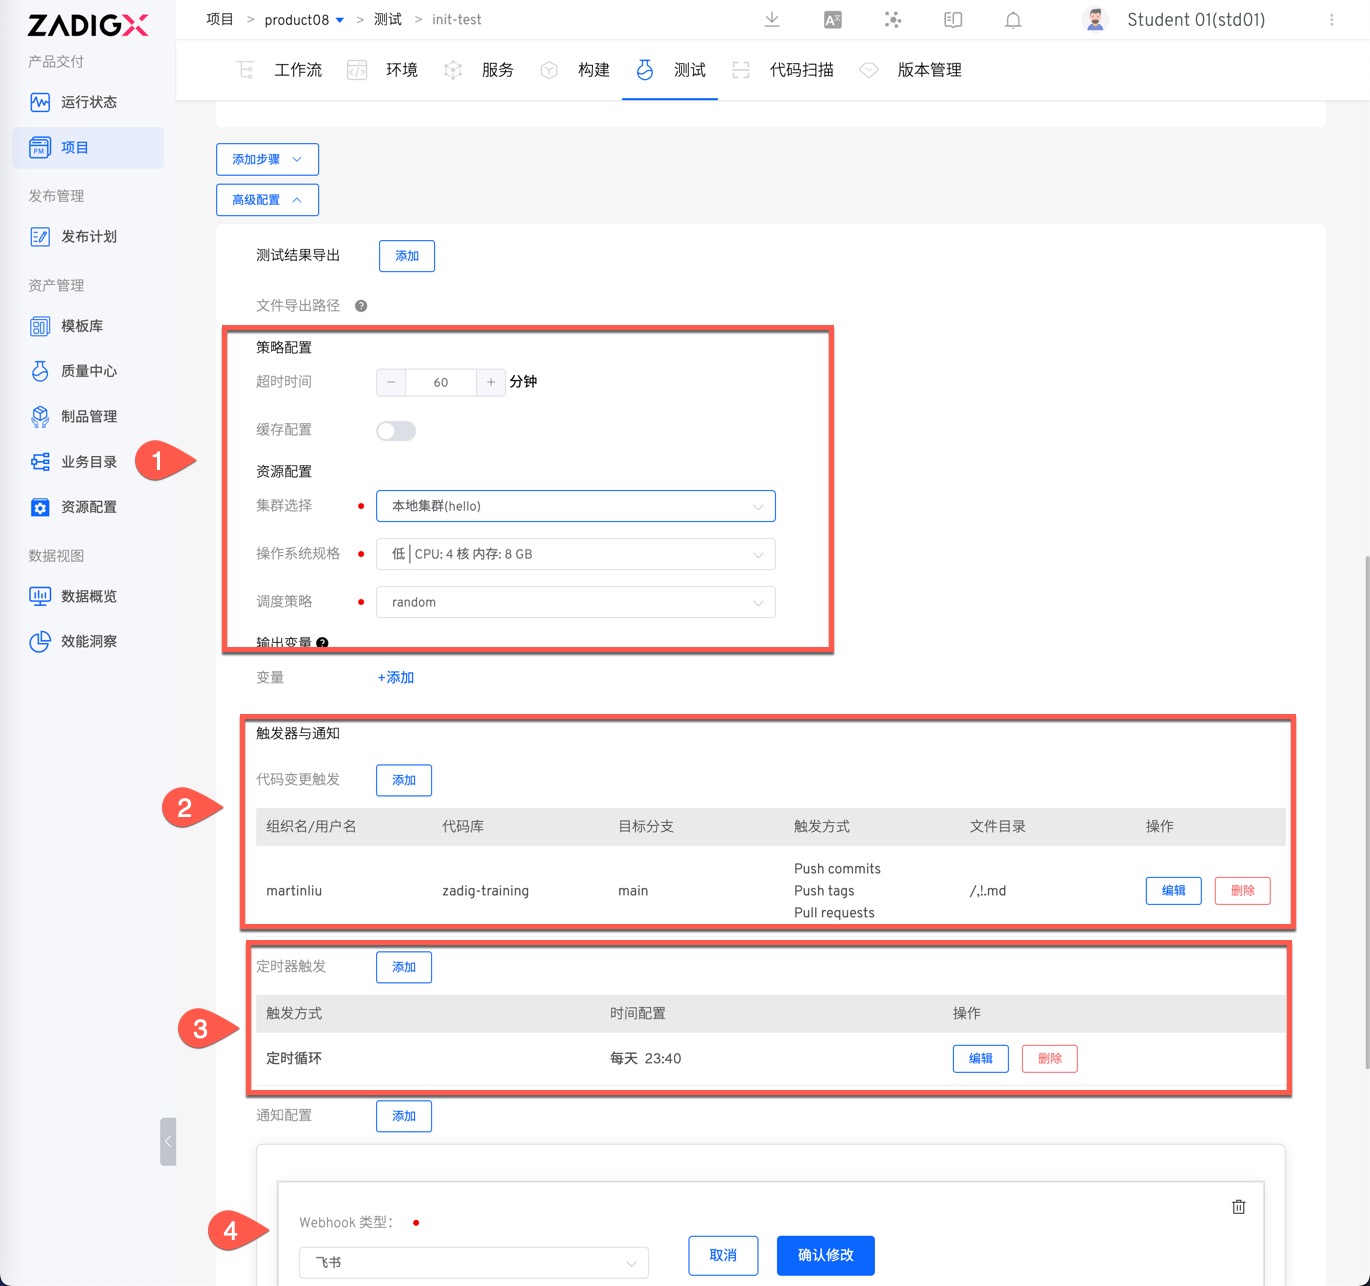 ZADIGX
项目 > product08 > 测试 > init-test
Student 01(std01)
产品交付
运行状态
项目
发布管理
发布计划
资产管理
模板库
质量中心
制品管理
业务目录
资源配置
数据视图
数据概览
效能洞察
工作流 环境 服务 构建 测试 代码扫描 版本管理
添加步骤
高级配置
测试结果导出 添加
文件导出路径 ?
1
策略配置
超时时间 − 60 + 分钟
缓存配置
资源配置
集群选择 本地集群(hello)
操作系统规格 低 | CPU: 4 核 内存: 8 GB
调度策略 random
输出变量 ?
变量 +添加
2
触发器与通知
代码变更触发 添加
组织名/用户名 代码库 目标分支 触发方式 文件目录 操作
martinliu zadig-training main Push commits
Push tags
Pull requests /,!.md 编辑 删除
3
定时器触发 添加
触发方式 时间配置 操作
定时循环 每天 23:40 编辑 删除
通知配置 添加
4
Webhook 类型：
飞书
取消 确认修改